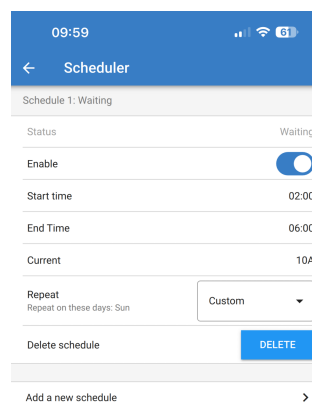 09:59
61
Scheduler
Schedule 1: Waiting
Status Waiting
Enable
Start time 02:00
End Time 06:00
Current 10A
Repeat
Repeat on these days: Sun
Custom
Delete schedule DELETE
Add a new schedule